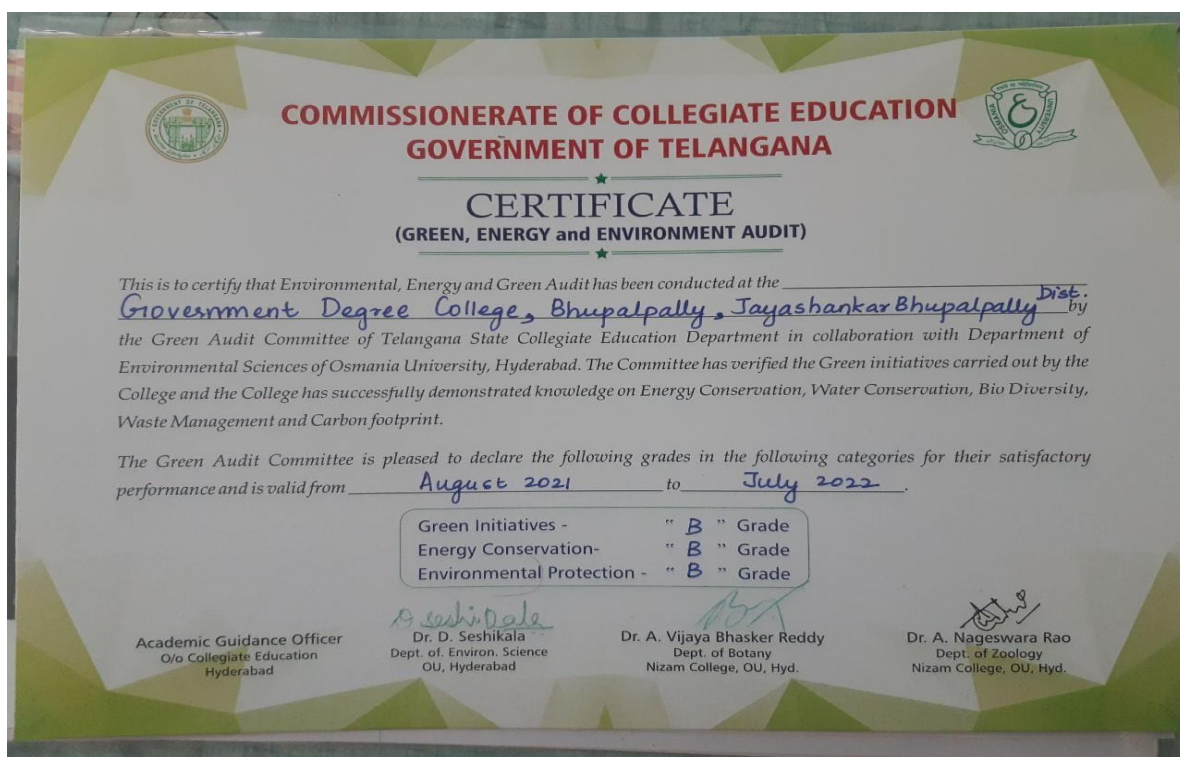 GOVERNMENT OF TELANGANA
OSMANIA UNIVERSITY
COMMISSIONERATE OF COLLEGIATE EDUCATION
GOVERNMENT OF TELANGANA
CERTIFICATE
(GREEN, ENERGY and ENVIRONMENT AUDIT)
This is to certify that Environmental, Energy and Green Audit has been conducted at the
Government Degree College, Bhupalpally, Jayashankar Bhupalpally Dist. by
the Green Audit Committee of Telangana State Collegiate Education Department in collaboration with Department of
Environmental Sciences of Osmania University, Hyderabad. The Committee has verified the Green initiatives carried out by the
College and the College has successfully demonstrated knowledge on Energy Conservation, Water Conservation, Bio Diversity,
Waste Management and Carbon footprint.
The Green Audit Committee is pleased to declare the following grades in the following categories for their satisfactory
performance and is valid from August 2021 to July 2022.
Green Initiatives - " B " Grade
Energy Conservation- " B " Grade
Environmental Protection - " B " Grade
Academic Guidance Officer
O/o Collegiate Education
Hyderabad
D Seshikala
Dr. D. Seshikala
Dept. of. Environ. Science
OU, Hyderabad
Dr. A. Vijaya Bhasker Reddy
Dept. of Botany
Nizam College, OU, Hyd.
Dr. A. Nageswara Rao
Dept. of Zoology
Nizam College, OU, Hyd.